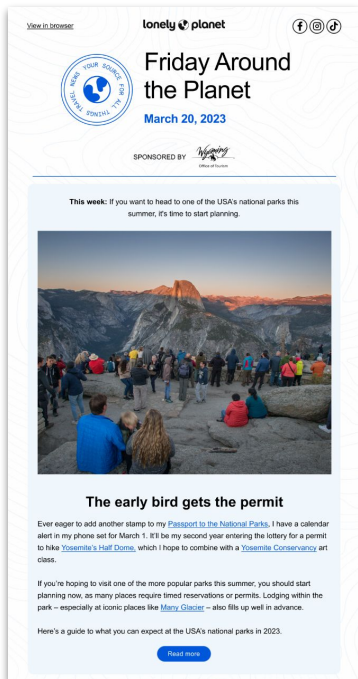 View in browser
lonely planet
YOUR SOURCE FOR ALL THINGS TRAVEL NEWS
Friday Around
the Planet
March 20, 2023
SPONSORED BY
Wyoming
Office of Tourism
This week: If you want to head to one of the USA's national parks this
summer, it's time to start planning.
The early bird gets the permit
Ever eager to add another stamp to my Passport to the National Parks, I have a calendar
alert in my phone set for March 1. It'll be my second year entering the lottery for a permit
to hike Yosemite's Half Dome, which I hope to combine with a Yosemite Conservancy art
class.
If you're hoping to visit one of the more popular parks this summer, you should start
planning now, as many places require timed reservations or permits. Lodging within the
park – especially at iconic places like Many Glacier – also fills up well in advance.
Here's a guide to what you can expect at the USA's national parks in 2023.
Read more